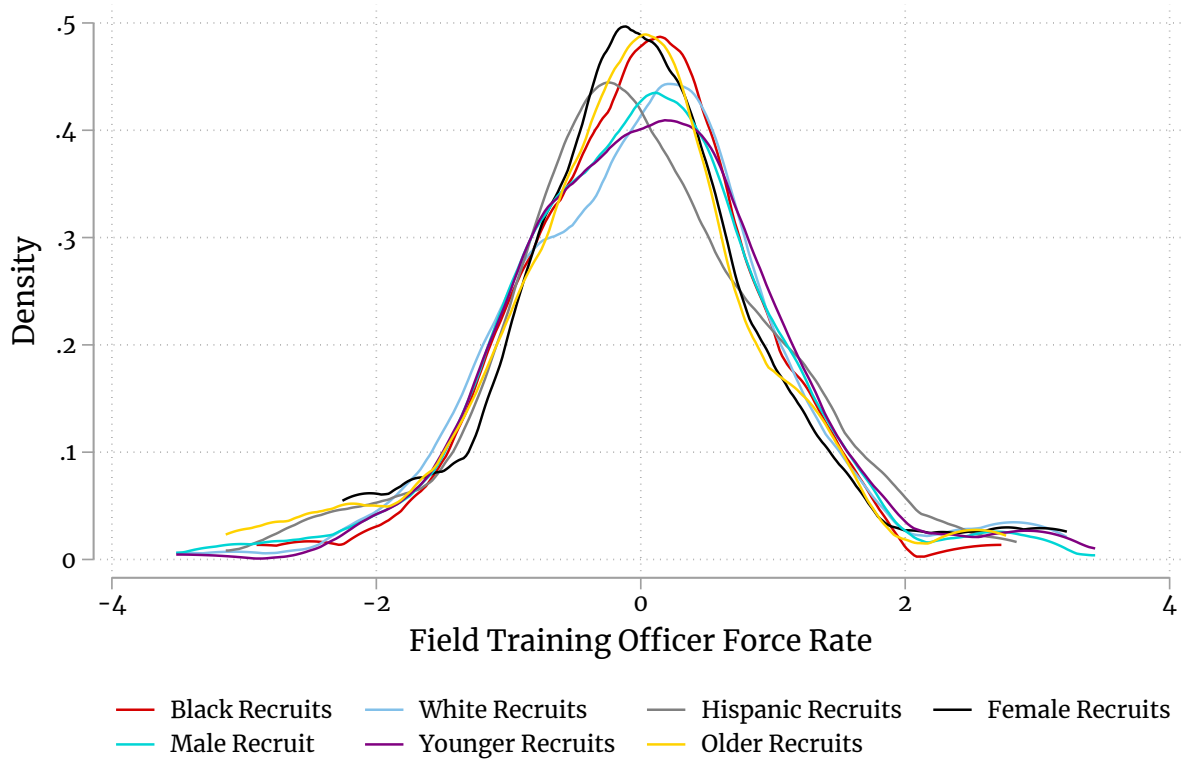 .5
.4
.3
.2
.1
0
Density
-4
-2
0
2
4
Field Training Officer Force Rate
Black Recruits
White Recruits
Hispanic Recruits
Female Recruits
Male Recruit
Younger Recruits
Older Recruits